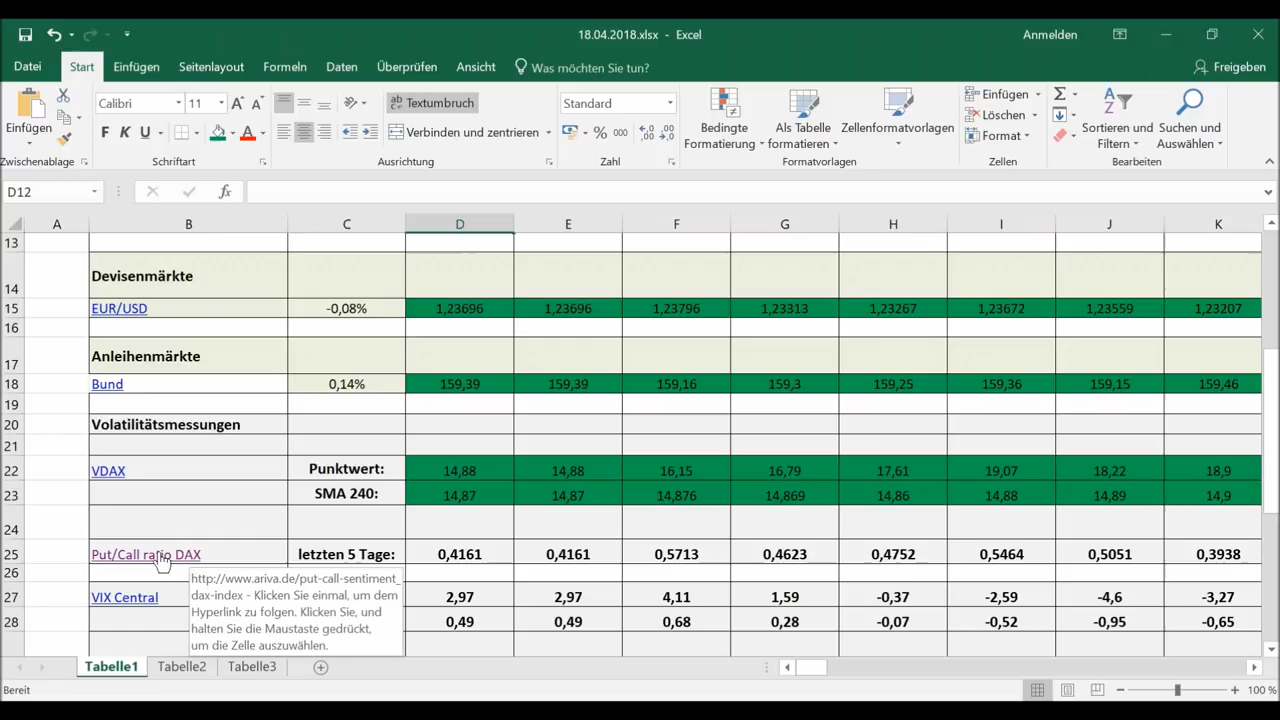 18.04.2018.xlsx - Excel
Anmelden
Datei Start Einfügen Seitenlayout Formeln Daten Überprüfen Ansicht Was möchten Sie tun? Freigeben
Calibri 11 Textumbruch Standard
Einfügen
F K U A Verbinden und zentrieren % 000
Bedingte Formatierung
Als Tabelle formatieren
Zellenformatvorlagen
Einfügen
Löschen
Format
Sortieren und Filtern
Suchen und Auswählen
Zwischenablage Schriftart Ausrichtung Zahl Formatvorlagen Zellen Bearbeiten
D12 fx
A B C D E F G H I J K
13
14 Devisenmärkte
15 EUR/USD -0,08% 1,23696 1,23696 1,23796 1,23313 1,23267 1,23672 1,23559 1,23207
16
17 Anleihenmärkte
18 Bund 0,14% 159,39 159,39 159,16 159,3 159,25 159,36 159,15 159,46
19
20 Volatilitätsmessungen
21
22 VDAX Punktwert: 14,88 14,88 16,15 16,79 17,61 19,07 18,22 18,9
23 SMA 240: 14,87 14,87 14,876 14,869 14,86 14,88 14,89 14,9
24
25 Put/Call ratio DAX letzten 5 Tage: 0,4161 0,4161 0,5713 0,4623 0,4752 0,5464 0,5051 0,3938
26
27 VIX Central 2,97 2,97 4,11 1,59 -0,37 -2,59 -4,6 -3,27
28 0,49 0,49 0,68 0,28 -0,07 -0,52 -0,95 -0,65
http://www.ariva.de/put-call-sentiment_
dax-index - Klicken Sie einmal, um dem
Hyperlink zu folgen. Klicken Sie, und
halten Sie die Maustaste gedrückt,
um die Zelle auszuwählen.
Tabelle1 Tabelle2 Tabelle3
Bereit
100 %